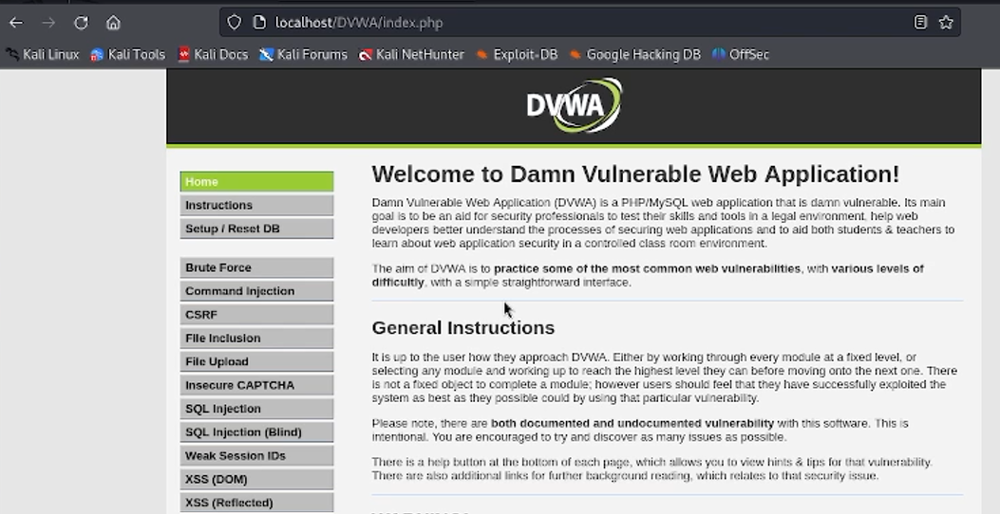 localhost/DVWA/index.php
Kali Linux Kali Tools Kali Docs Kali Forums Kali NetHunter Exploit-DB Google Hacking DB OffSec
DVWA
Home
Instructions
Setup / Reset DB
Brute Force
Command Injection
CSRF
File Inclusion
File Upload
Insecure CAPTCHA
SQL Injection
SQL Injection (Blind)
Weak Session IDs
XSS (DOM)
XSS (Reflected)
Welcome to Damn Vulnerable Web Application!
Damn Vulnerable Web Application (DVWA) is a PHP/MySQL web application that is damn vulnerable. Its main
goal is to be an aid for security professionals to test their skills and tools in a legal environment, help web
developers better understand the processes of securing web applications and to aid both students & teachers to
learn about web application security in a controlled class room environment.
The aim of DVWA is to practice some of the most common web vulnerabilities, with various levels of
difficultly, with a simple straightforward interface.
General Instructions
It is up to the user how they approach DVWA. Either by working through every module at a fixed level, or
selecting any module and working up to reach the highest level they can before moving onto the next one. There
is not a fixed object to complete a module; however users should feel that they have successfully exploited the
system as best as they possible could by using that particular vulnerability.
Please note, there are both documented and undocumented vulnerability with this software. This is
intentional. You are encouraged to try and discover as many issues as possible.
There is a help button at the bottom of each page, which allows you to view hints & tips for that vulnerability.
There are also additional links for further background reading, which relates to that security issue.